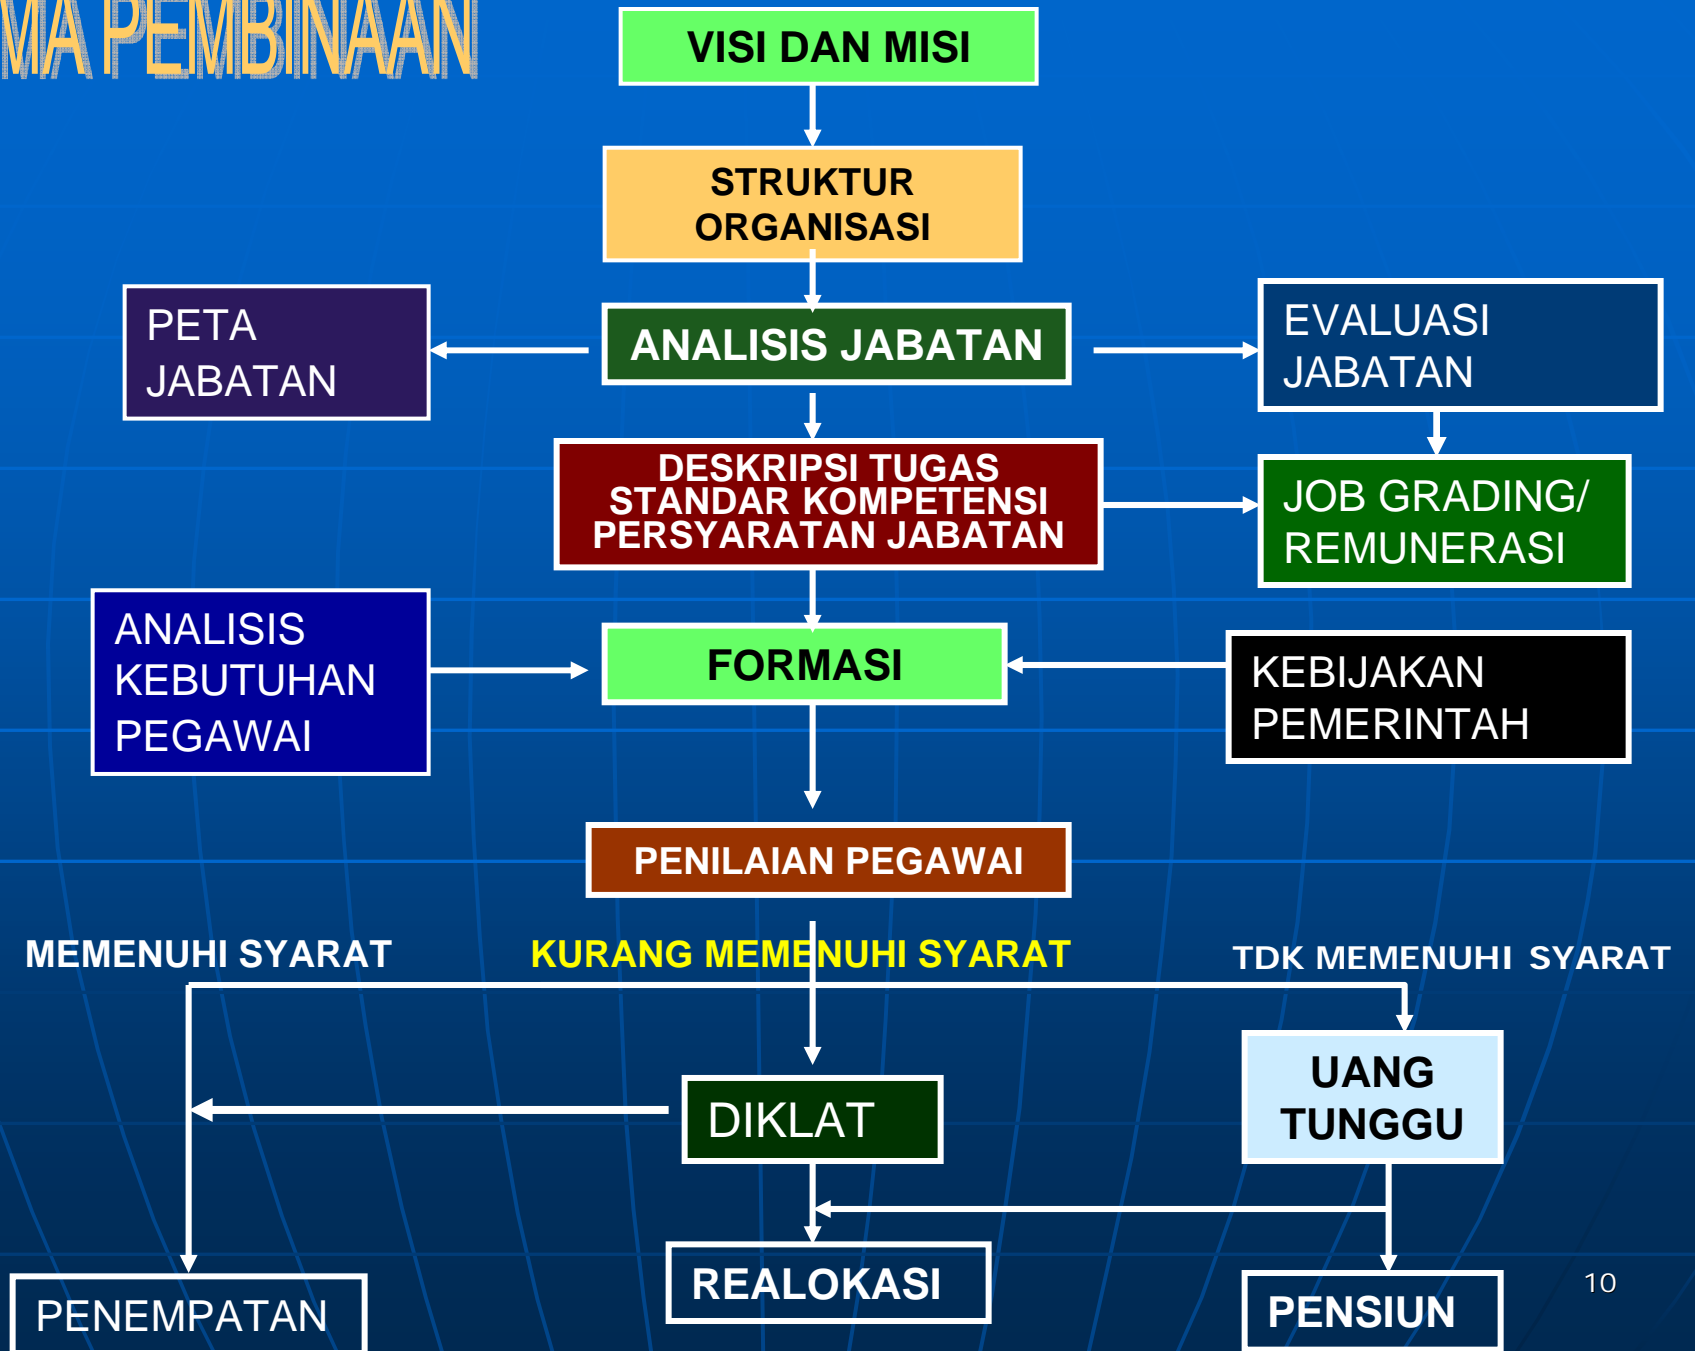 MA PEMBINAAN
VISI DAN MISI
STRUKTUR
ORGANISASI
PETA
JABATAN
ANALISIS JABATAN
EVALUASI
JABATAN
DESKRIPSI TUGAS
STANDAR KOMPETENSI
PERSYARATAN JABATAN
JOB GRADING/
REMUNERASI
ANALISIS
KEBUTUHAN
PEGAWAI
FORMASI
KEBIJAKAN
PEMERINTAH
PENILAIAN PEGAWAI
MEMENUHI SYARAT
KURANG MEMENUHI SYARAT
TDK MEMENUHI SYARAT
DIKLAT
UANG
TUNGGU
PENEMPATAN
REALOKASI
PENSIUN
10